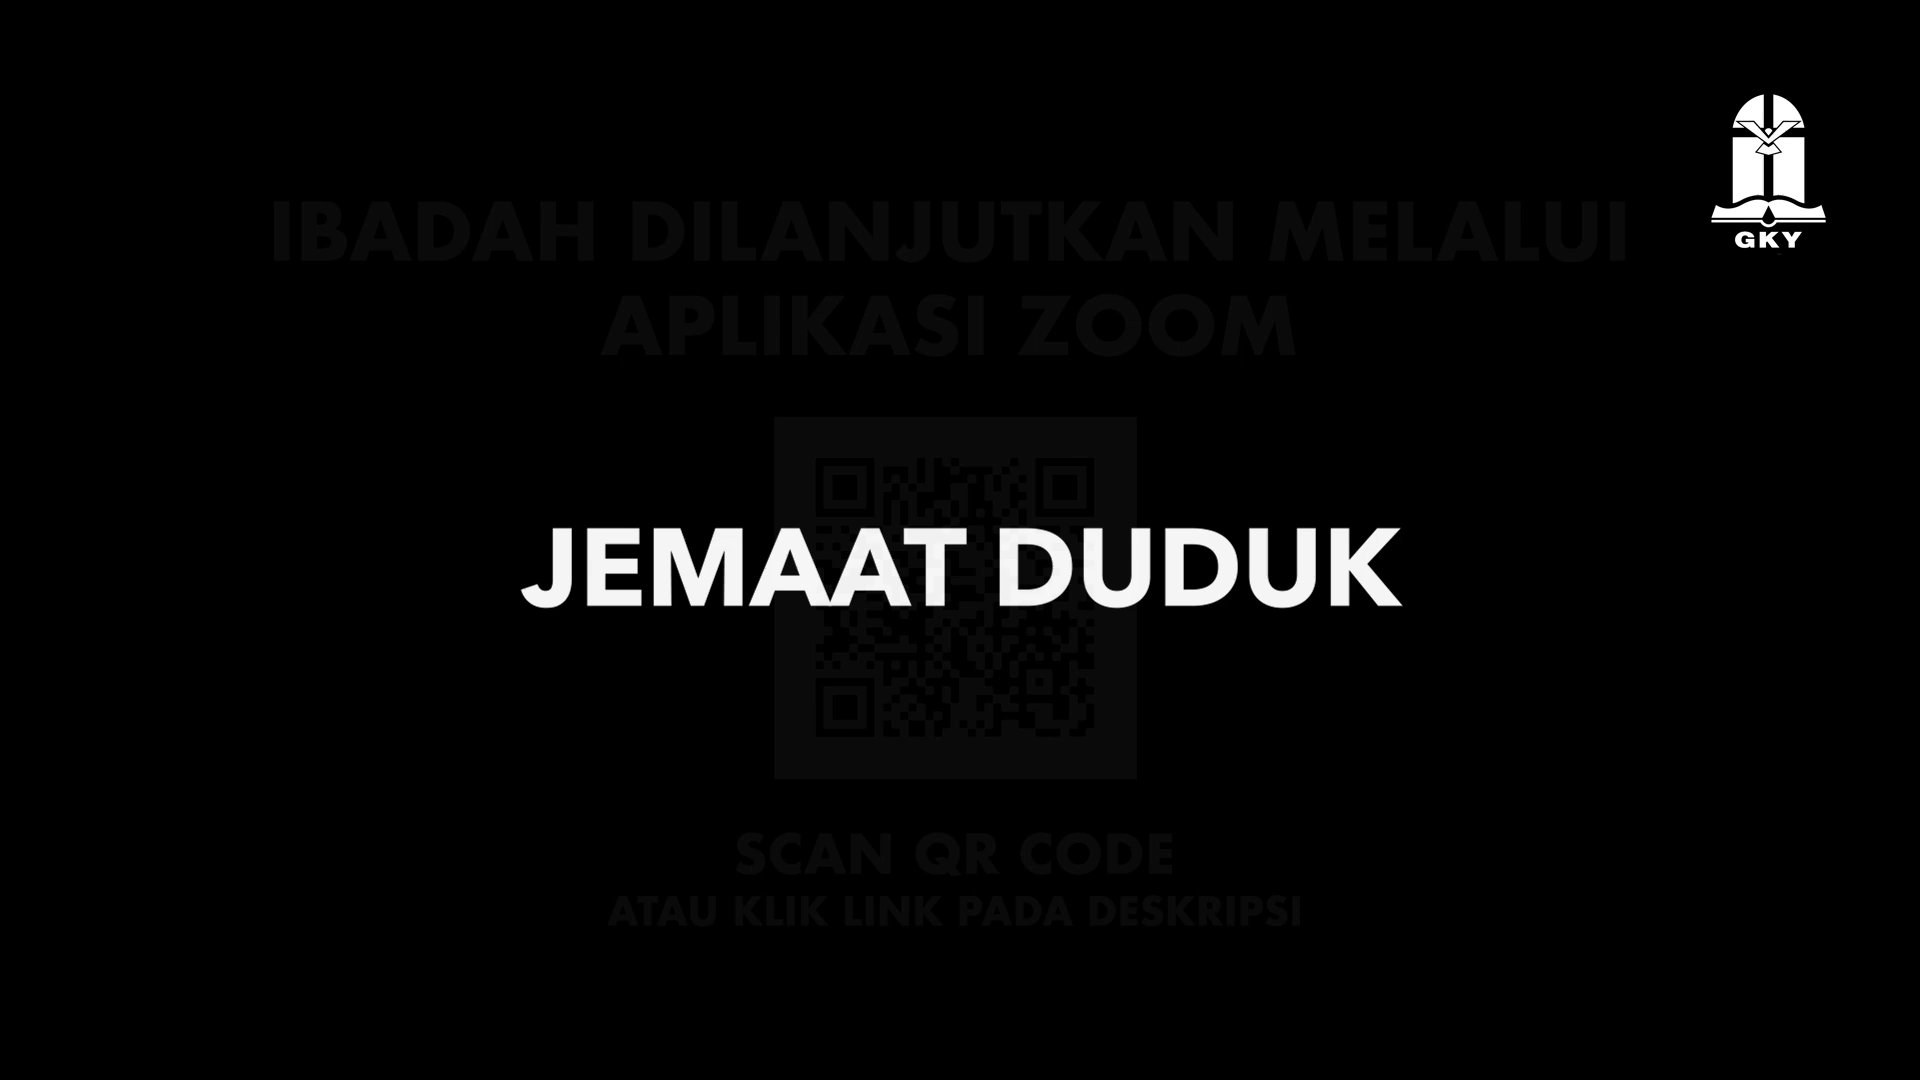 GKY
IBADAH DILANJUTKAN MELALUI
APLIKASI ZOOM
JEMAAT DUDUK
SCAN QR CODE
ATAU KLIK LINK PADA DESKRIPSI